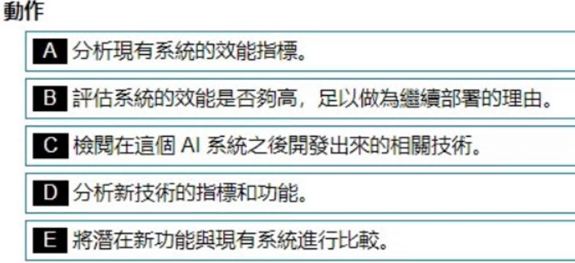 動作
A 分析現有系統的效能指標。
B 評估系統的效能是否夠高，足以做為繼續部署的理由。
C 檢閱在這個 AI 系統之後開發出來的相關技術。
D 分析新技術的指標和功能。
E 將潛在新功能與現有系統進行比較。